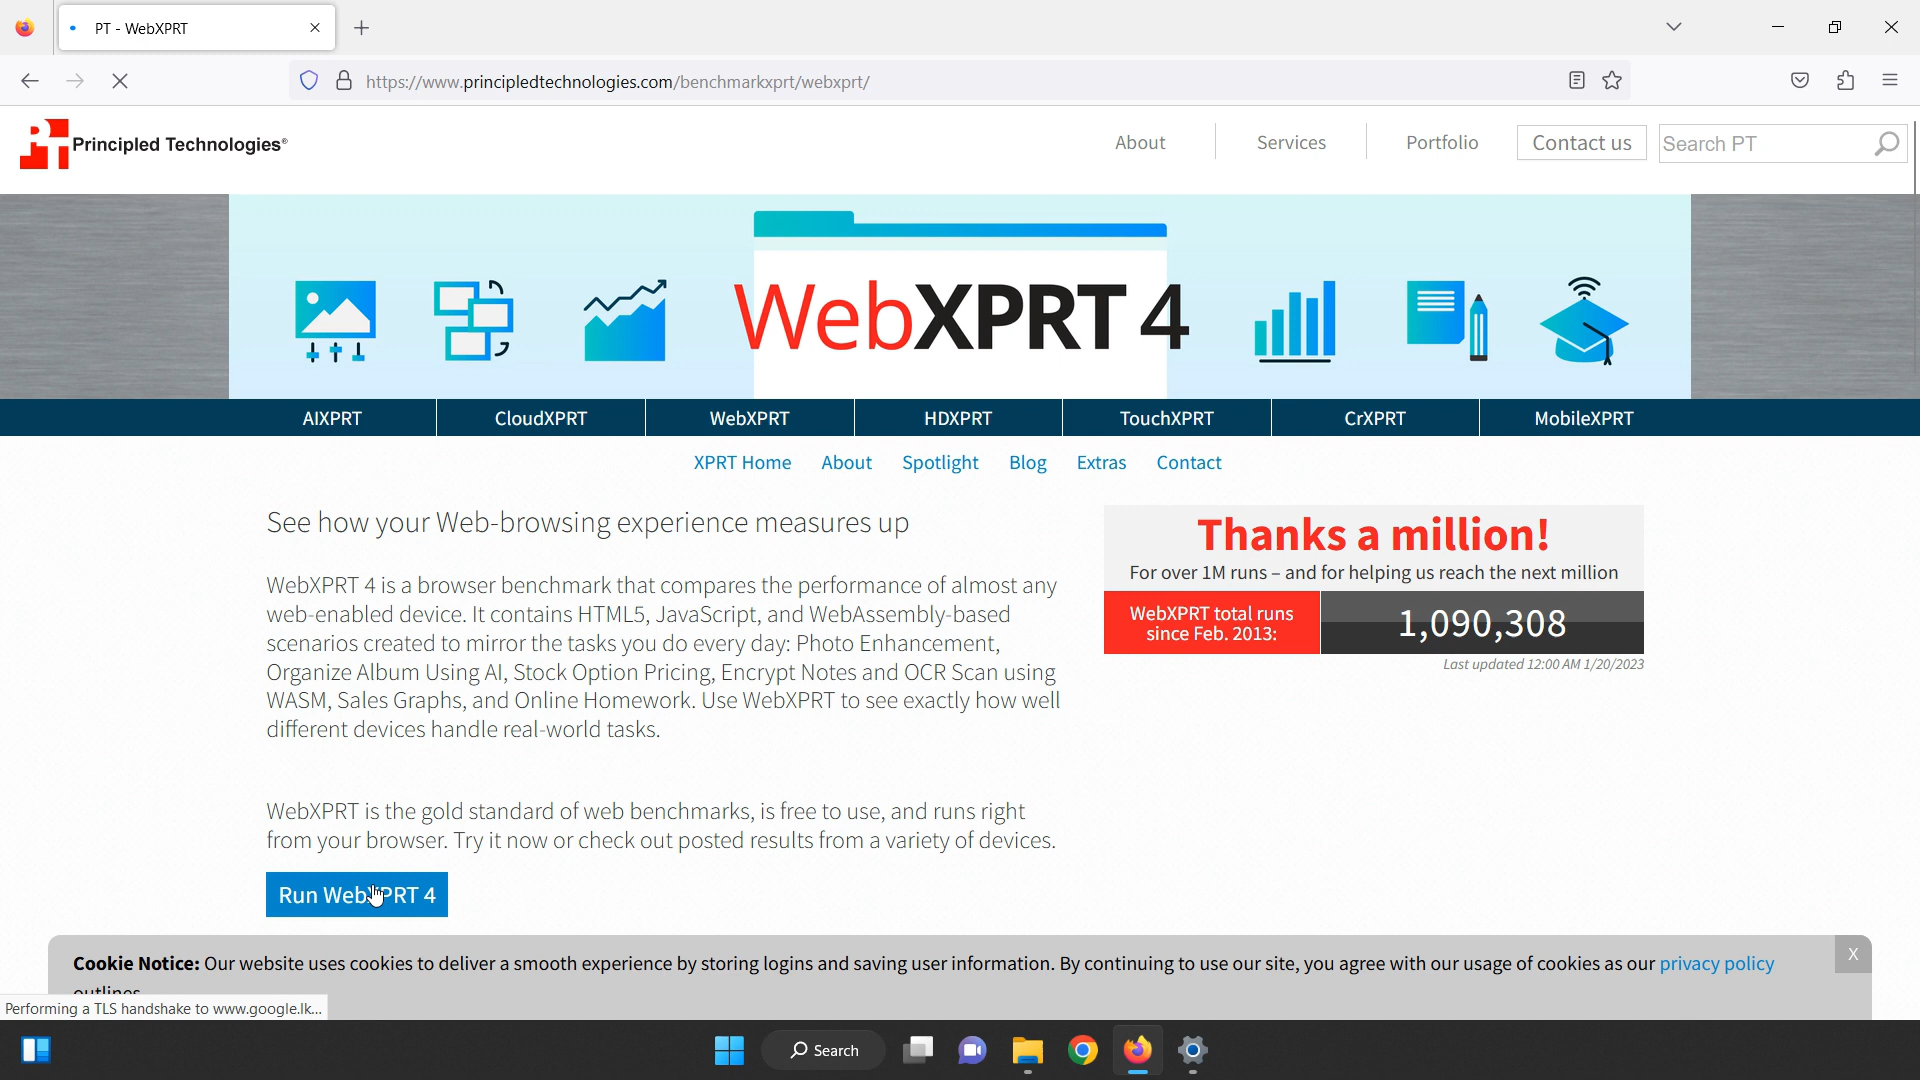 PT - WebXPRT
https://www.principledtechnologies.com/benchmarkxprt/webxprt/
PT Principled Technologies®
About
Services
Portfolio
Contact us
Search PT
WebXPRT 4
AIXPRT
CloudXPRT
WebXPRT
HDXPRT
TouchXPRT
CrXPRT
MobileXPRT
XPRT Home
About
Spotlight
Blog
Extras
Contact
See how your Web-browsing experience measures up
WebXPRT 4 is a browser benchmark that compares the performance of almost any
web-enabled device. It contains HTML5, JavaScript, and WebAssembly-based
scenarios created to mirror the tasks you do every day: Photo Enhancement,
Organize Album Using AI, Stock Option Pricing, Encrypt Notes and OCR Scan using
WASM, Sales Graphs, and Online Homework. Use WebXPRT to see exactly how well
different devices handle real-world tasks.
WebXPRT is the gold standard of web benchmarks, is free to use, and runs right
from your browser. Try it now or check out posted results from a variety of devices.
Run WebXPRT 4
Thanks a million!
For over 1M runs – and for helping us reach the next million
WebXPRT total runs
since Feb. 2013:
1,090,308
Last updated 12:00 AM 1/20/2023
Cookie Notice: Our website uses cookies to deliver a smooth experience by storing logins and saving user information. By continuing to use our site, you agree with our usage of cookies as our privacy policy
outlines.
X
Performing a TLS handshake to www.google.lk...
Search